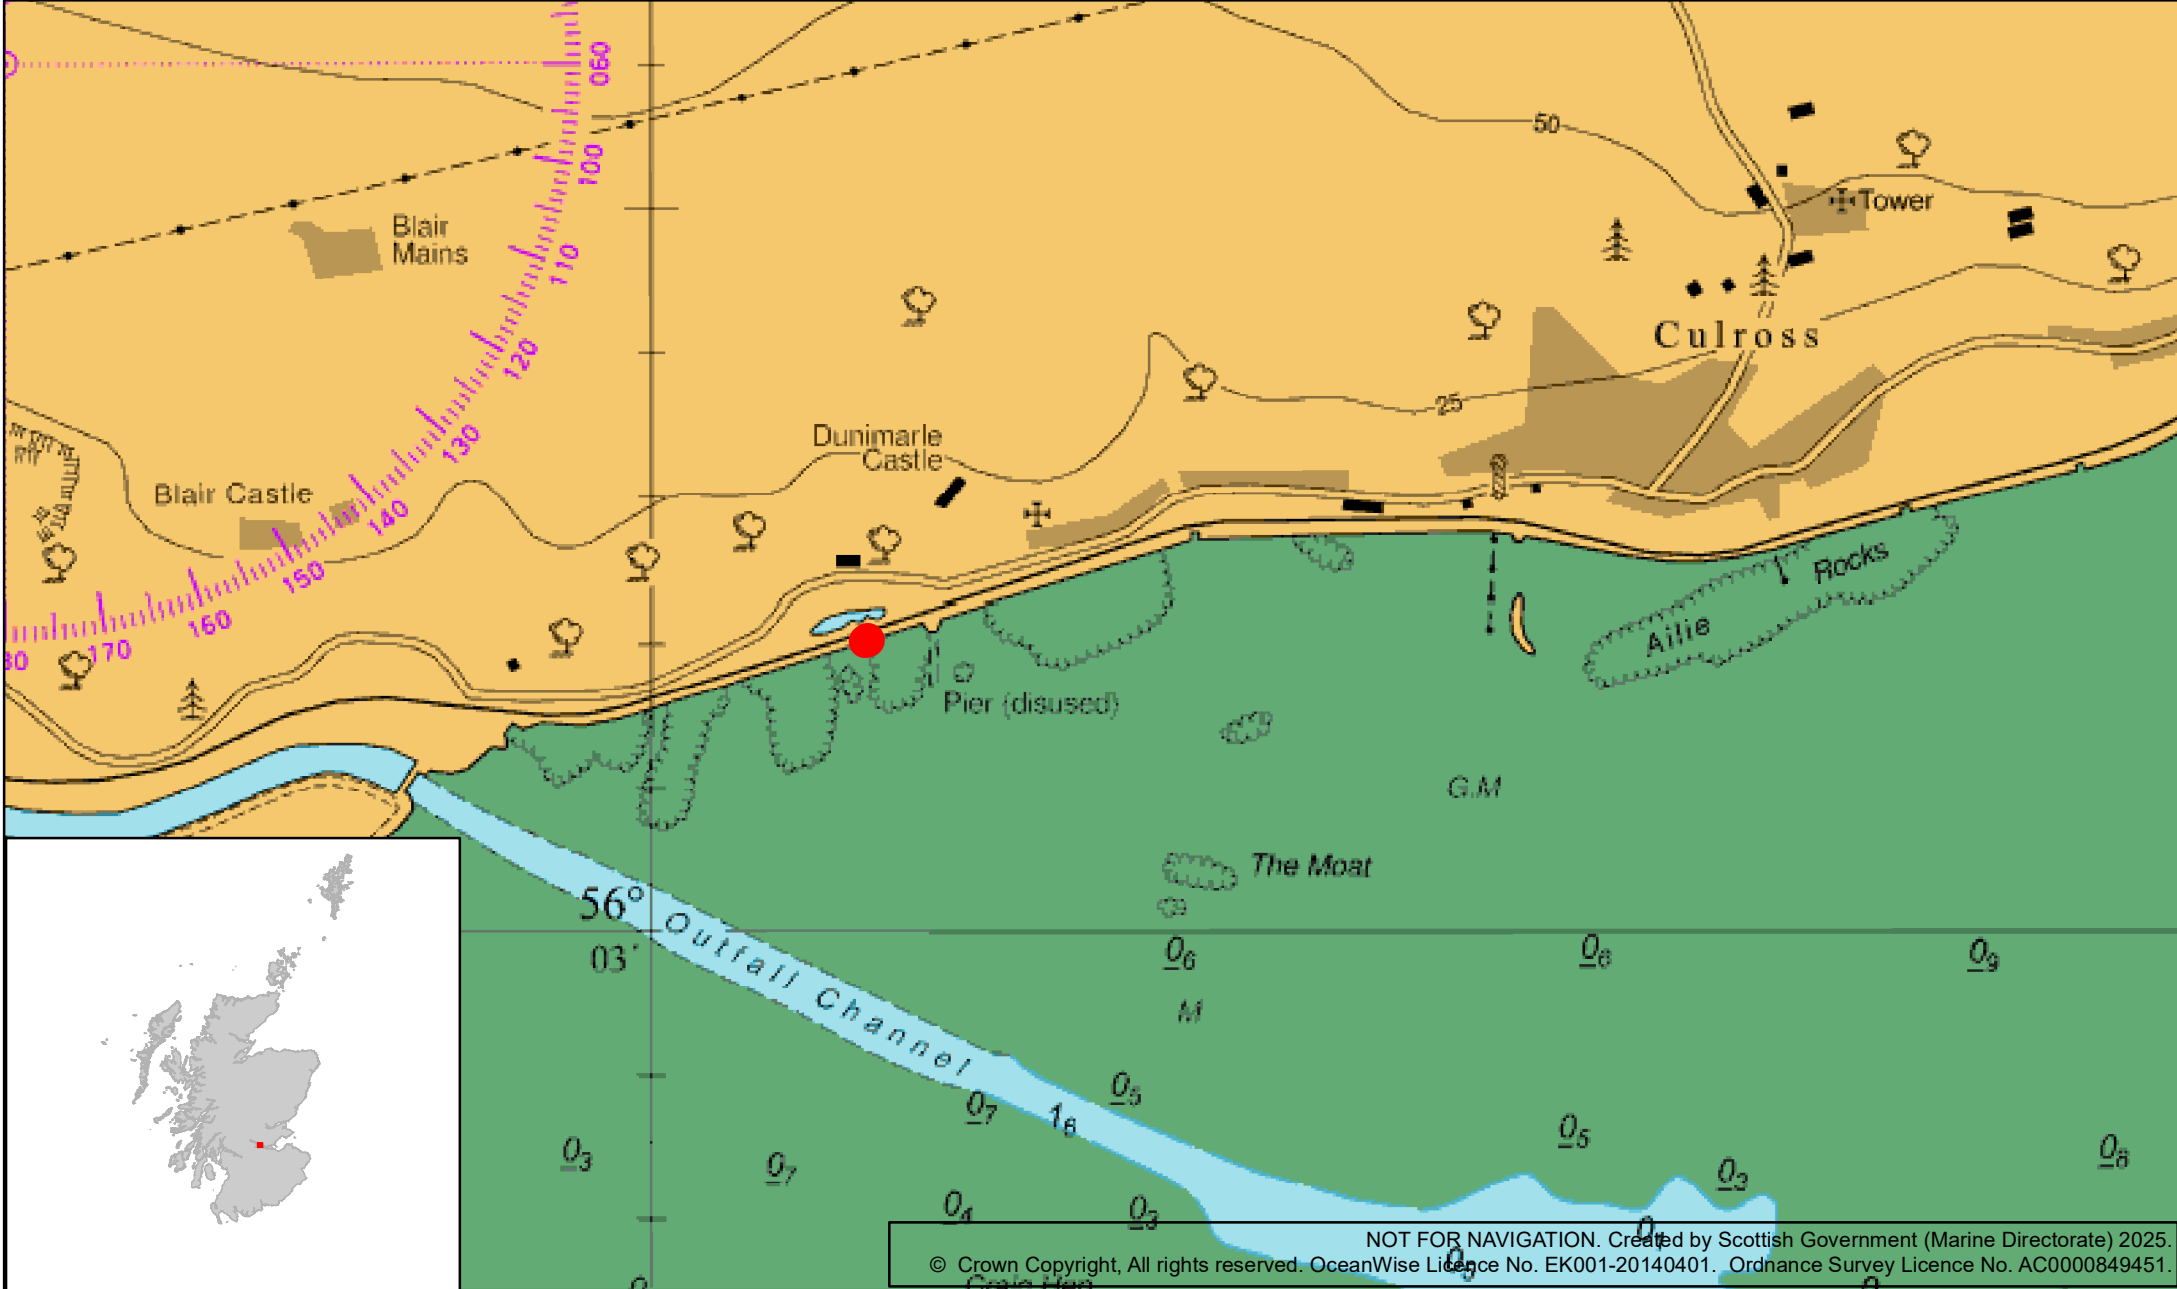 090
100
110
120
130
140
150
160
170
50
Tower
Blair
Mains
Culross
25
Dunimarle
Castle
Blair Castle
Rocks
Ailie
Pier (disused)
G.M
The Moat
56°
03'
Outfall Channel
0₆
0₆
0₉
M
0₅
0₇
1₆
0₅
0₃
0₇
0₃
0₈
0₄
0₃
NOT FOR NAVIGATION. Created by Scottish Government (Marine Directorate) 2025.
© Crown Copyright, All rights reserved. OceanWise Licence No. EK001-20140401. Ordnance Survey Licence No. AC0000849451.